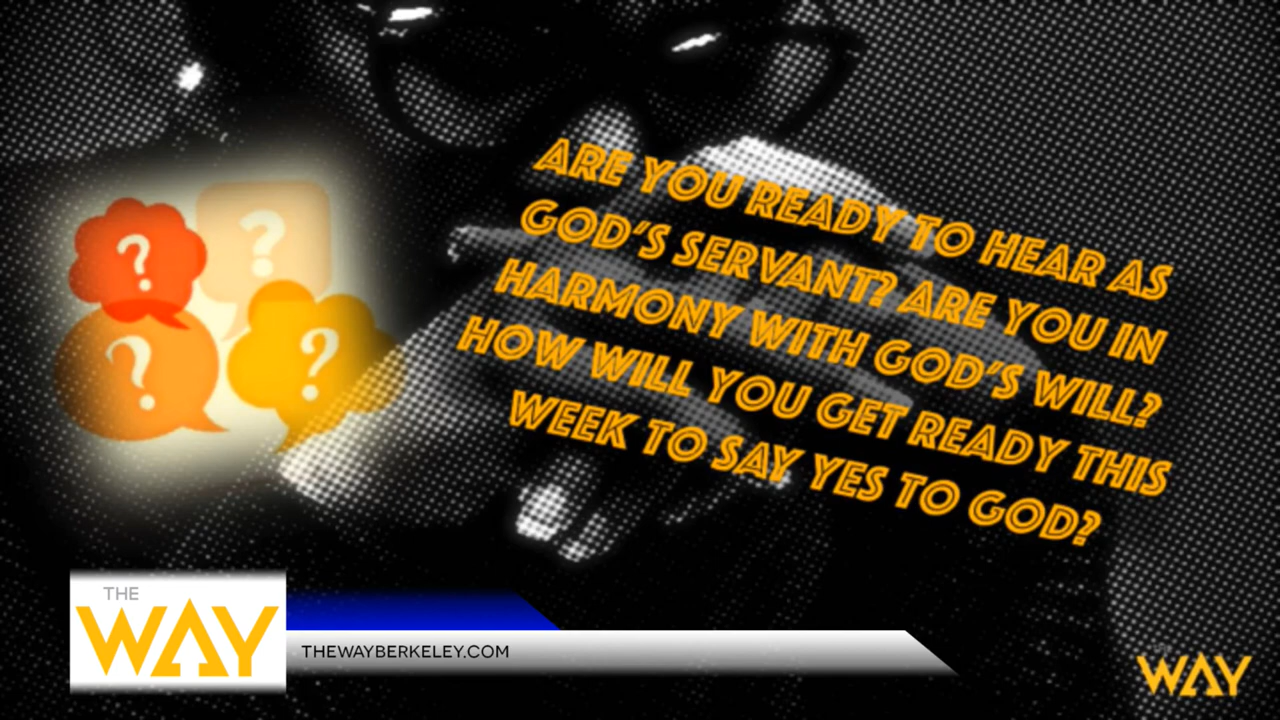 ARE YOU READY TO HEAR AS
GOD'S SERVANT? ARE YOU IN
HARMONY WITH GOD'S WILL?
HOW WILL YOU GET READY THIS
WEEK TO SAY YES TO GOD?
? ?
? ?
THE
WAY
THEWAYBERKELEY.COM
WAY